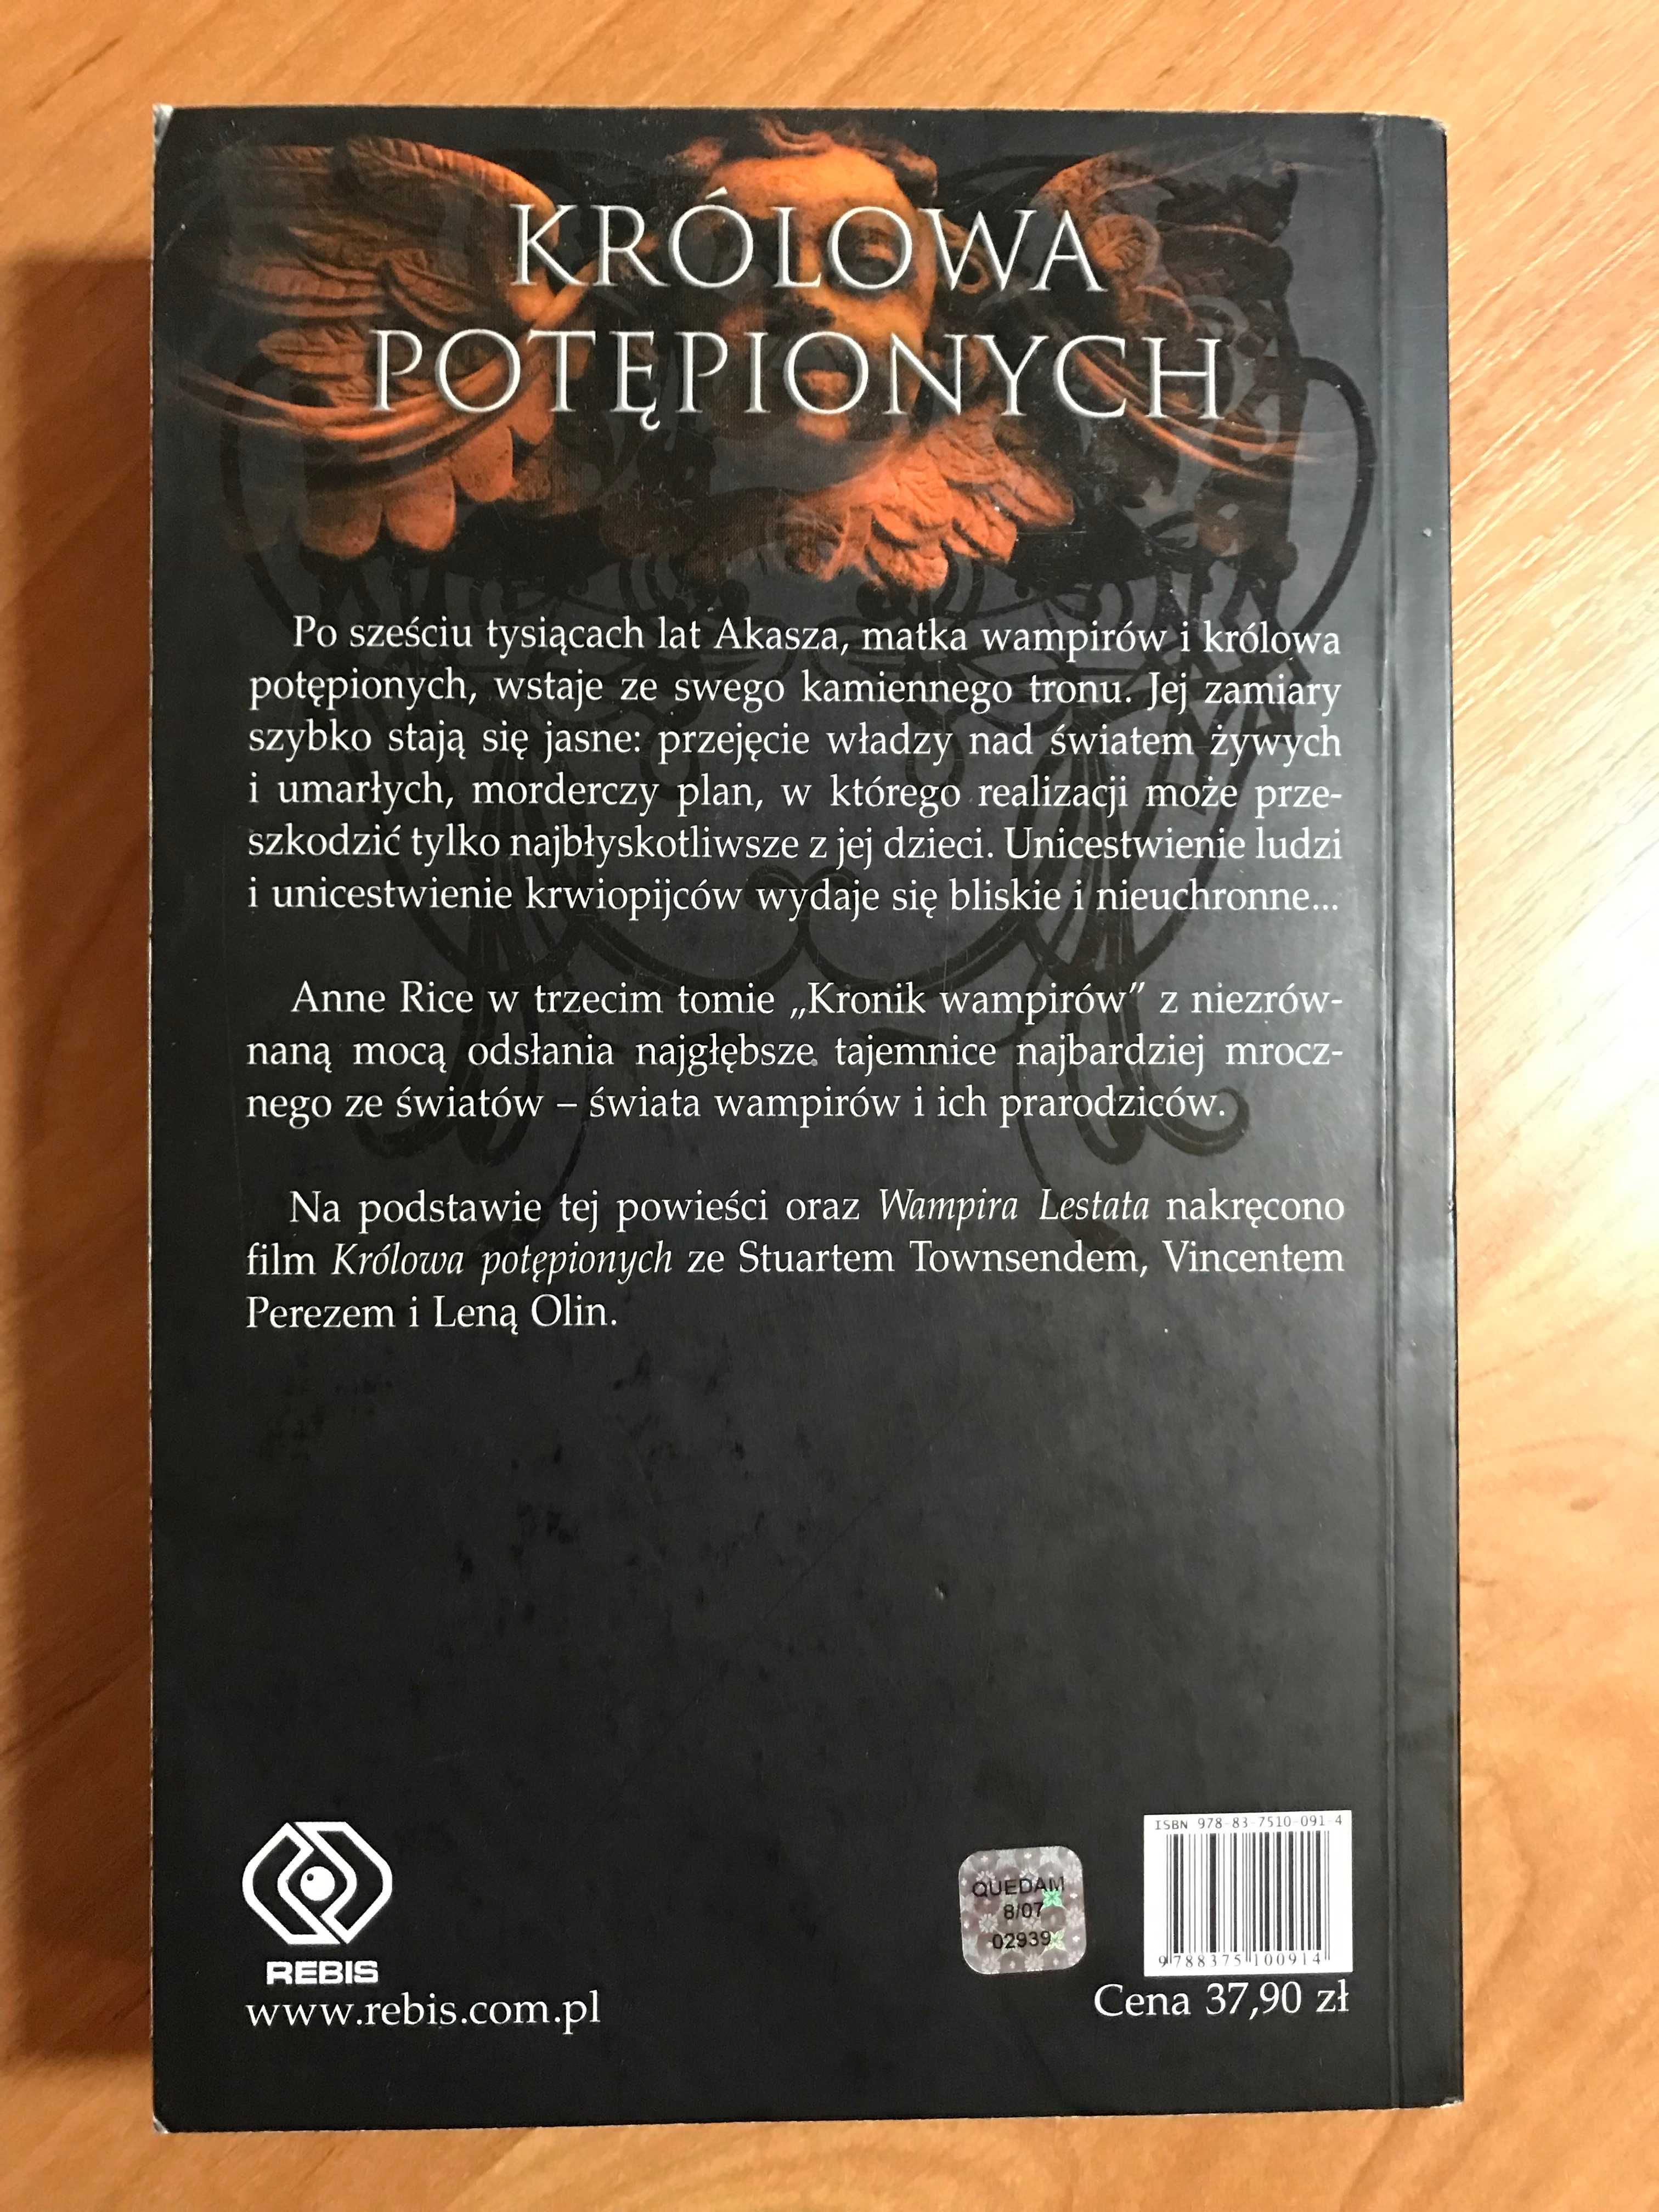 KRÓLOWA
POTĘPIONYCH
Po sześciu tysiącach lat Akasza, matka wampirów i królowa
potępionych, wstaje ze swego kamiennego tronu. Jej zamiary
szybko stają się jasne: przejęcie władzy nad światem żywych
i umarłych, morderczy plan, w którego realizacji może prze-
szkodzić tylko najbłyskotliwsze z jej dzieci. Unicestwienie ludzi
i unicestwienie krwiopijców wydaje się bliskie i nieuchronne...
Anne Rice w trzecim tomie „Kronik wampirów” z niezrów-
naną mocą odsłania najgłębsze tajemnice najbardziej mrocz-
nego ze światów – świata wampirów i ich prarodziców.
Na podstawie tej powieści oraz Wampira Lestata nakręcono
film Królowa potępionych ze Stuartem Townsendem, Vincentem
Perezem i Leną Olin.
REBIS
www.rebis.com.pl
QUEDAM
8/07
02939
ISBN 978-83-7510-091-4
9 788375 100914
Cena 37,90 zł